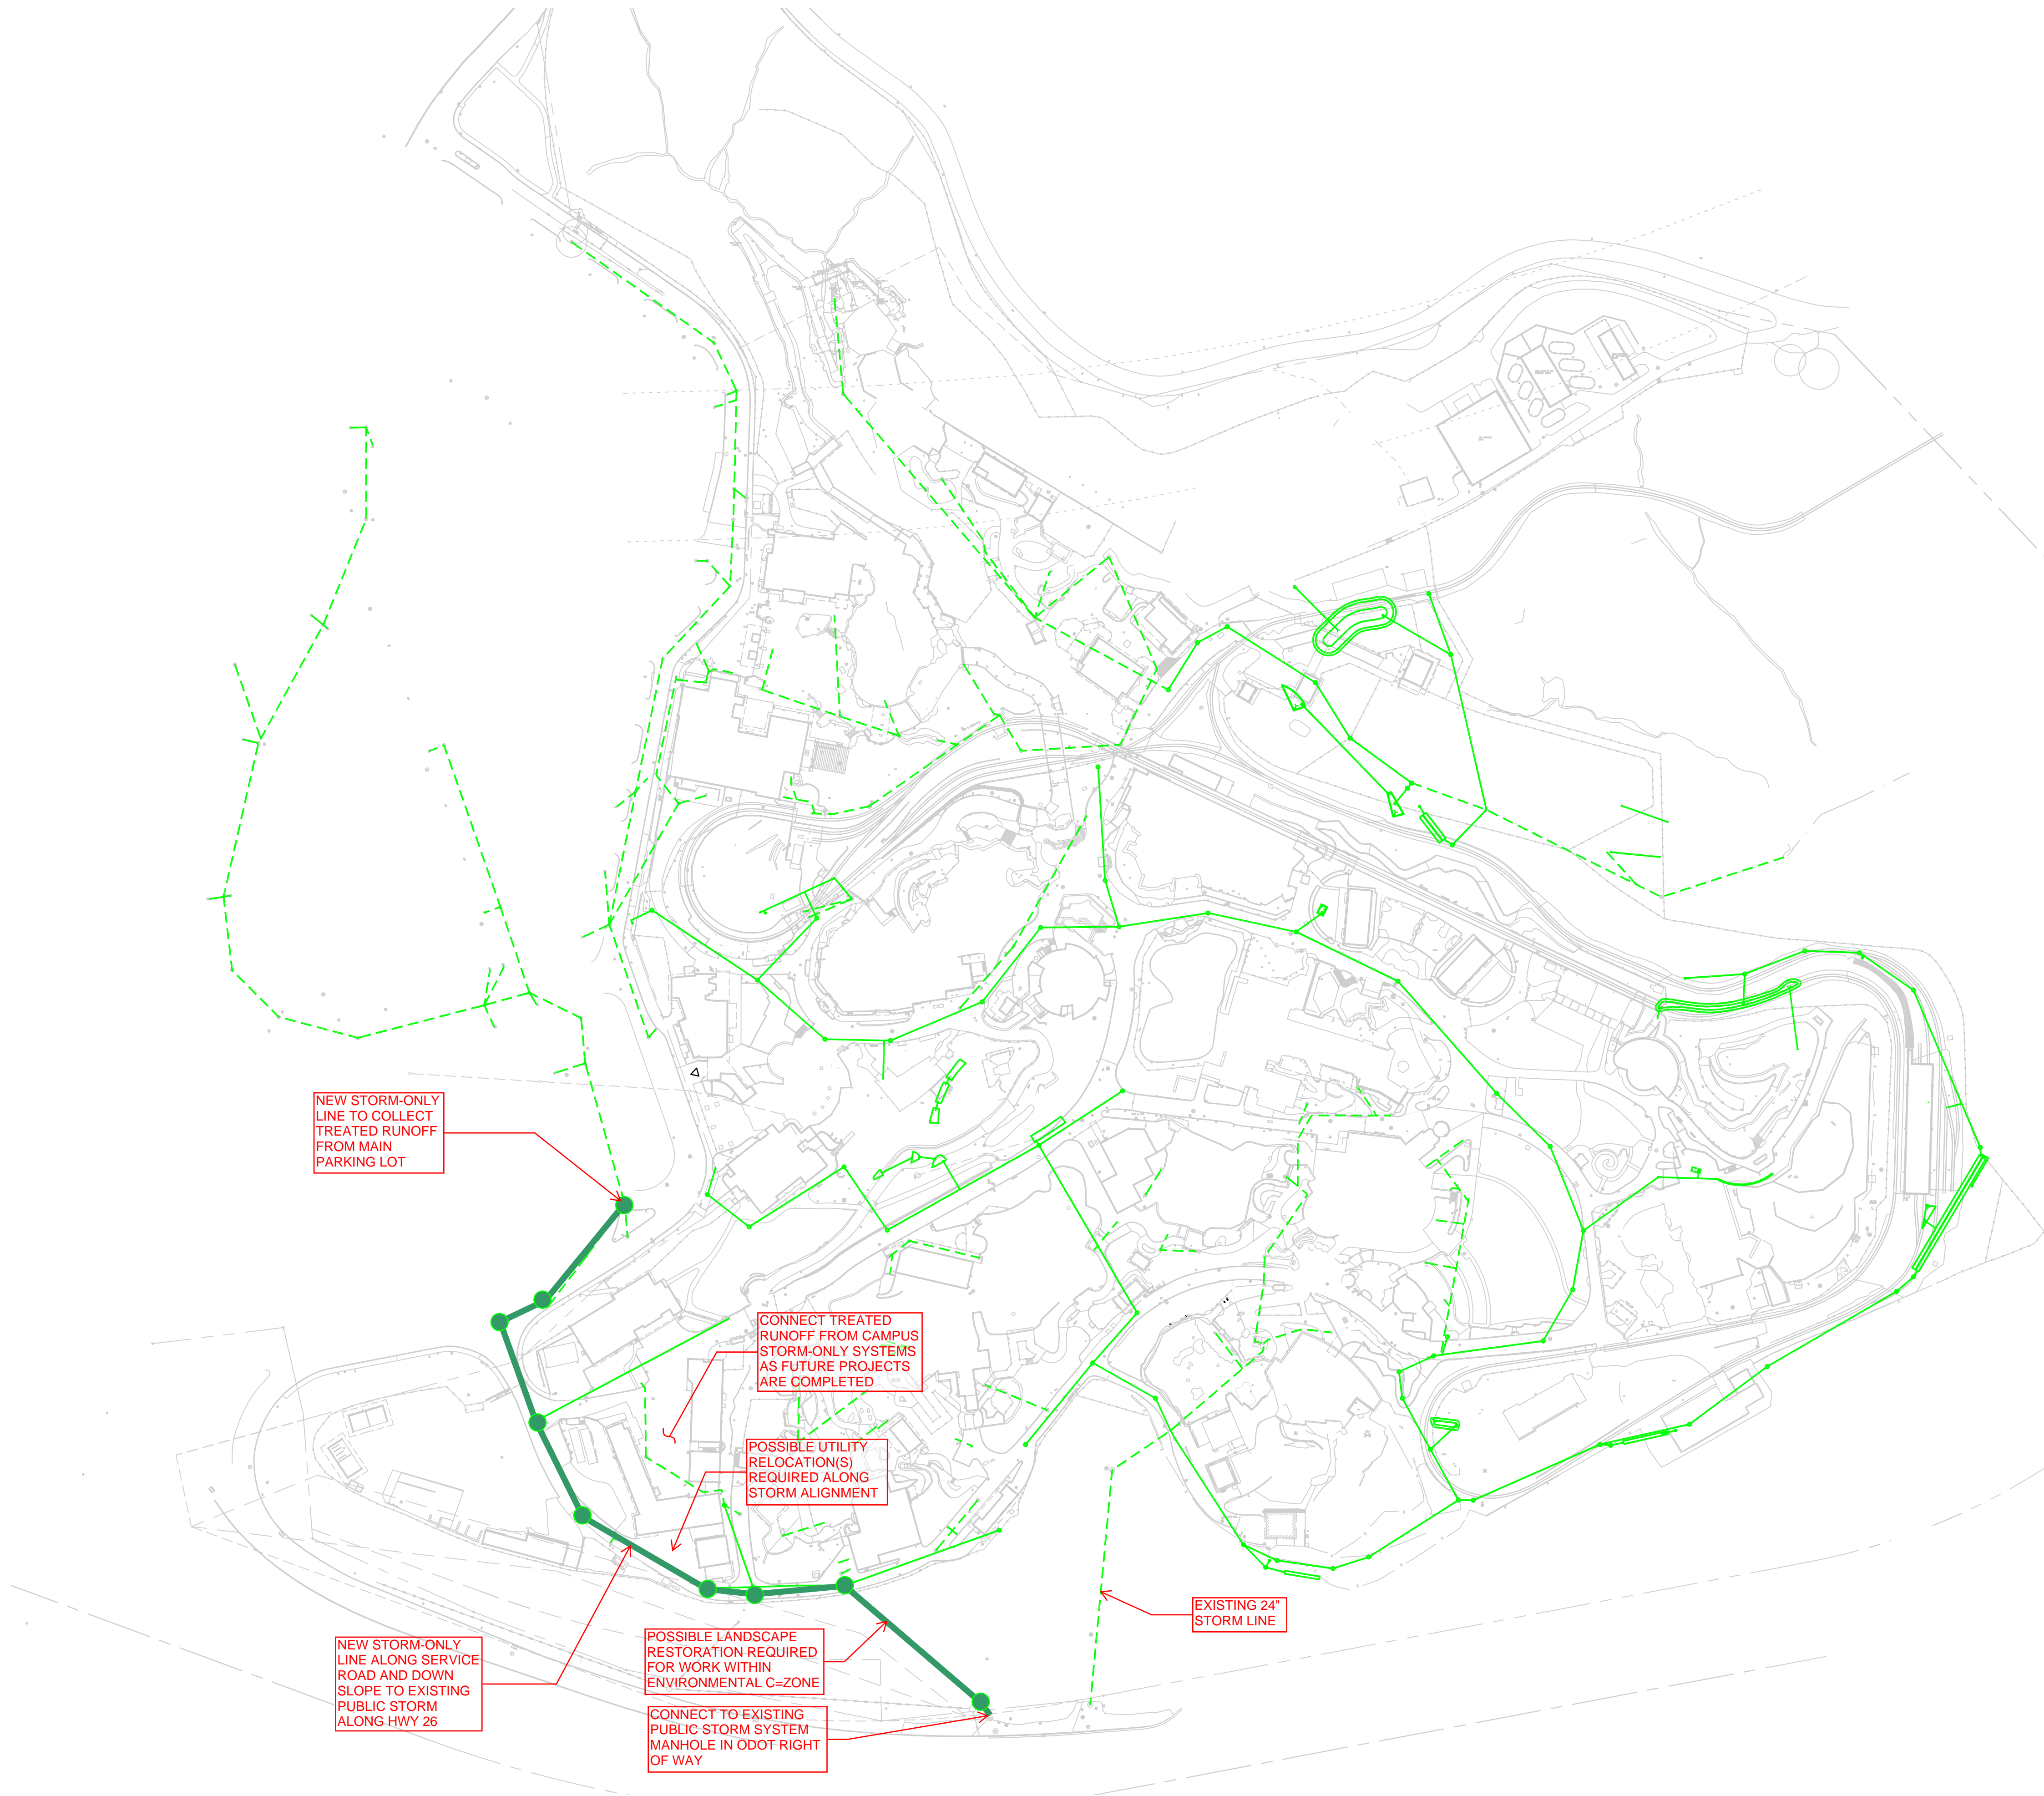 NEW STORM-ONLY
LINE TO COLLECT
TREATED RUNOFF
FROM MAIN
PARKING LOT
CONNECT TREATED
RUNOFF FROM CAMPUS
STORM-ONLY SYSTEMS
AS FUTURE PROJECTS
ARE COMPLETED
POSSIBLE UTILITY
RELOCATION(S)
REQUIRED ALONG
STORM ALIGNMENT
EXISTING 24"
STORM LINE
NEW STORM-ONLY
LINE ALONG SERVICE
ROAD AND DOWN
SLOPE TO EXISTING
PUBLIC STORM
ALONG HWY 26
POSSIBLE LANDSCAPE
RESTORATION REQUIRED
FOR WORK WITHIN
ENVIRONMENTAL C=ZONE
CONNECT TO EXISTING
PUBLIC STORM SYSTEM
MANHOLE IN ODOT RIGHT
OF WAY